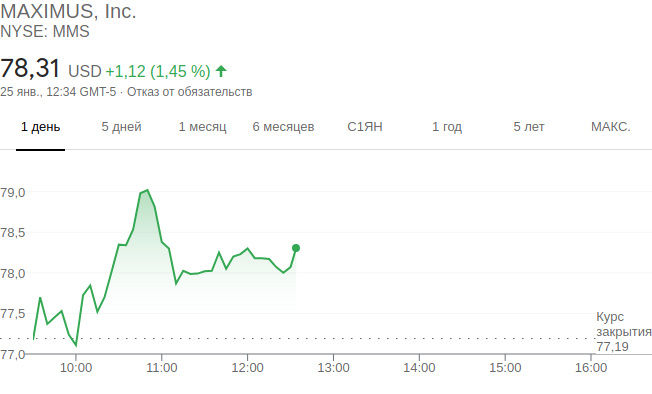 MAXIMUS, Inc.
NYSE: MMS
78,31 USD +1,12 (1,45 %)
25 янв., 12:34 GMT-5 · Отказ от обязательств
1 день 5 дней 1 месяц 6 месяцев С1ЯН 1 год 5 лет МАКС.
79,0
78,5
78,0
77,5
Курс
закрытия
77,19
77,0
10:00 11:00 12:00 13:00 14:00 15:00 16:00